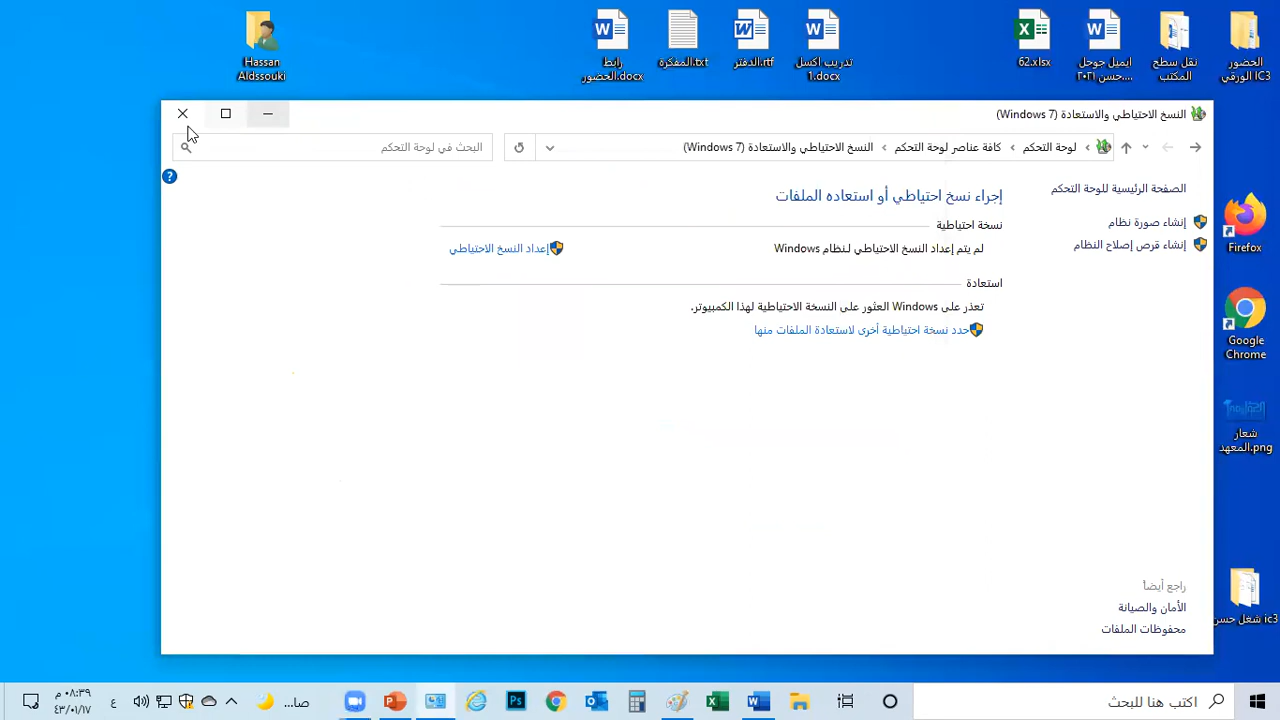 Hassan
Aldssouki
رابط
الحضور.docx
المفكرة.txt
الدفتر.rtf
تدريب اكسل
1.docx
62.xlsx
ايميل جوجل
حسن ٢٠٢١....
نقل سطح
المكتب
الحضور
الورقي IC3
النسخ الاحتياطي والاستعادة (Windows 7)
لوحة التحكم › كافة عناصر لوحة التحكم › النسخ الاحتياطي والاستعادة (Windows 7)
البحث في لوحة التحكم
الصفحة الرئيسية للوحة التحكم
إنشاء صورة نظام
إنشاء قرص إصلاح النظام
إجراء نسخ احتياطي أو استعاده الملفات
نسخة احتياطية
لم يتم إعداد النسخ الاحتياطي لـنظام Windows
إعداد النسخ الاحتياطي
استعادة
تعذر على Windows العثور على النسخة الاحتياطية لهذا الكمبيوتر.
حدد نسخة احتياطية أخرى لاستعادة الملفات منها
راجع أيضاً
الأمان والصيانة
محفوظات الملفات
Firefox
Google
Chrome
شعار
المعهد.png
شغل حسن ic3
اكتب هنا للبحث
صا...
ع
٠٨:٣٩ م
٤٣/٠١/١٧